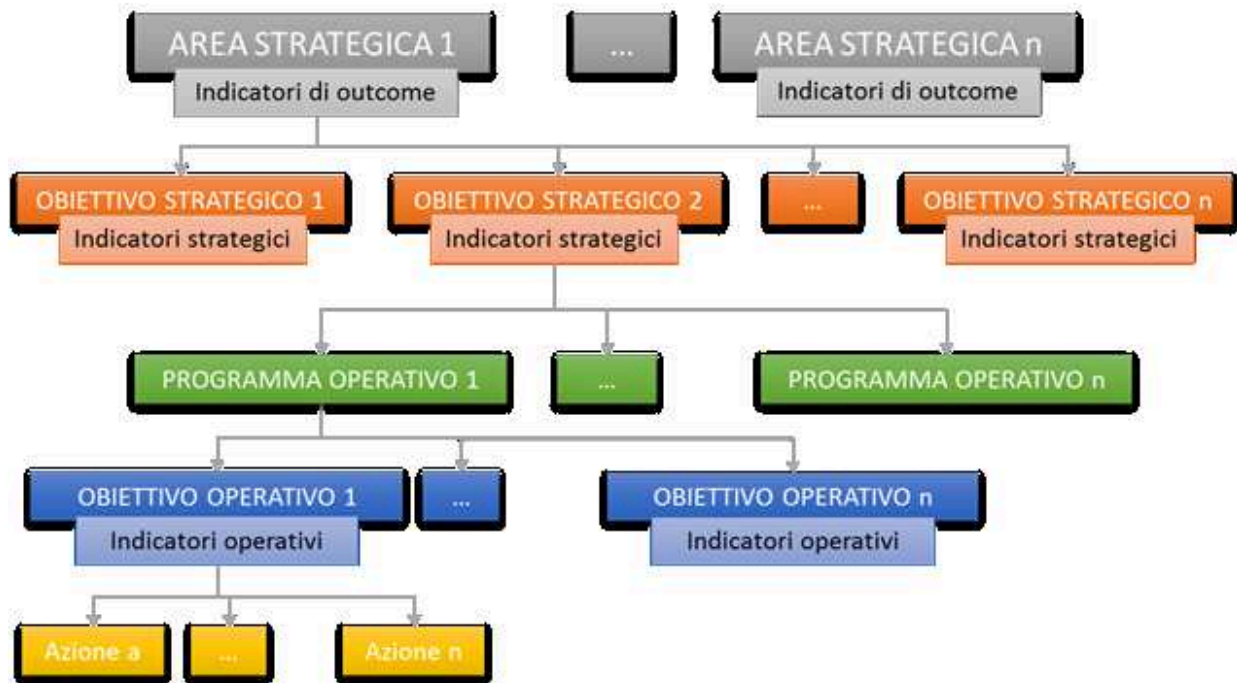 AREA STRATEGICA 1
...
AREA STRATEGICA n
Indicatori di outcome
Indicatori di outcome
OBIETTIVO STRATEGICO 1
OBIETTIVO STRATEGICO 2
...
OBIETTIVO STRATEGICO n
Indicatori strategici
Indicatori strategici
Indicatori strategici
PROGRAMMA OPERATIVO 1
...
PROGRAMMA OPERATIVO n
OBIETTIVO OPERATIVO 1
...
OBIETTIVO OPERATIVO n
Indicatori operativi
Indicatori operativi
Azione a
...
Azione n